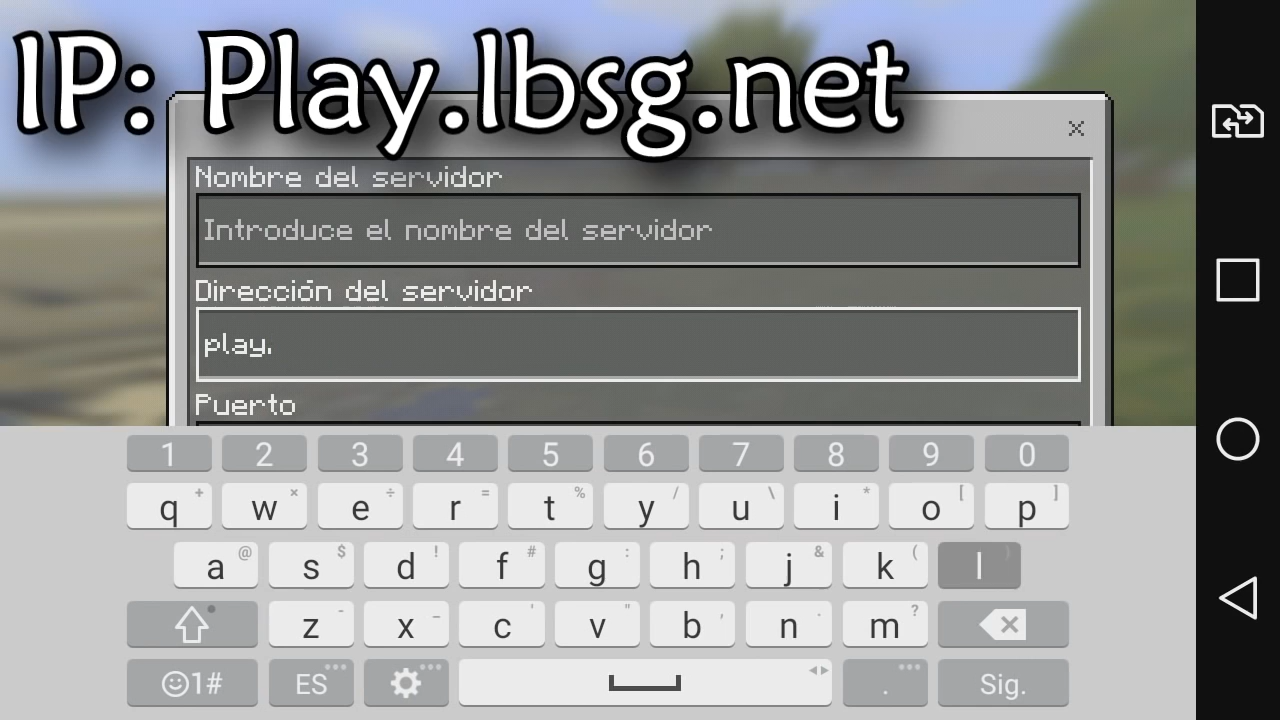 IP: Play.lbsg.net
Nombre del servidor
Introduce el nombre del servidor
Dirección del servidor
play.
Puerto
1 2 3 4 5 6 7 8 9 0
q + w × e ÷ r = t % y / u \ i * o [ p ]
a @ s $ d ! f # g : h ; j & k ( l )
z - x _ c ' v " b , n . m ?
1# ES . Sig.